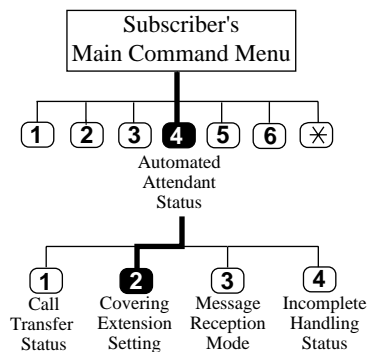 Subscriber's
Main Command Menu
1 2 3 4 5 6 ✳
Automated
Attendant
Status
1 2 3 4
Call
Transfer
Status
Covering
Extension
Setting
Message
Reception
Mode
Incomplete
Handling
Status